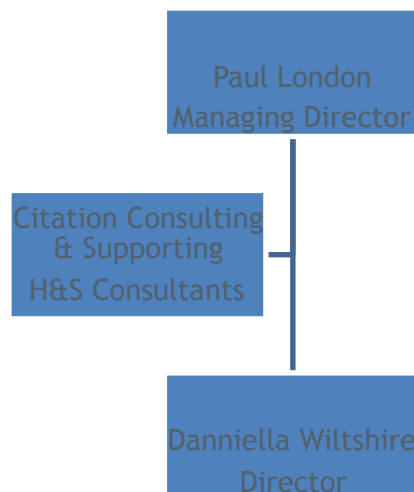 Paul London
Managing Director
Citation Consulting
& Supporting
H&S Consultants
Danniella Wiltshire
Director